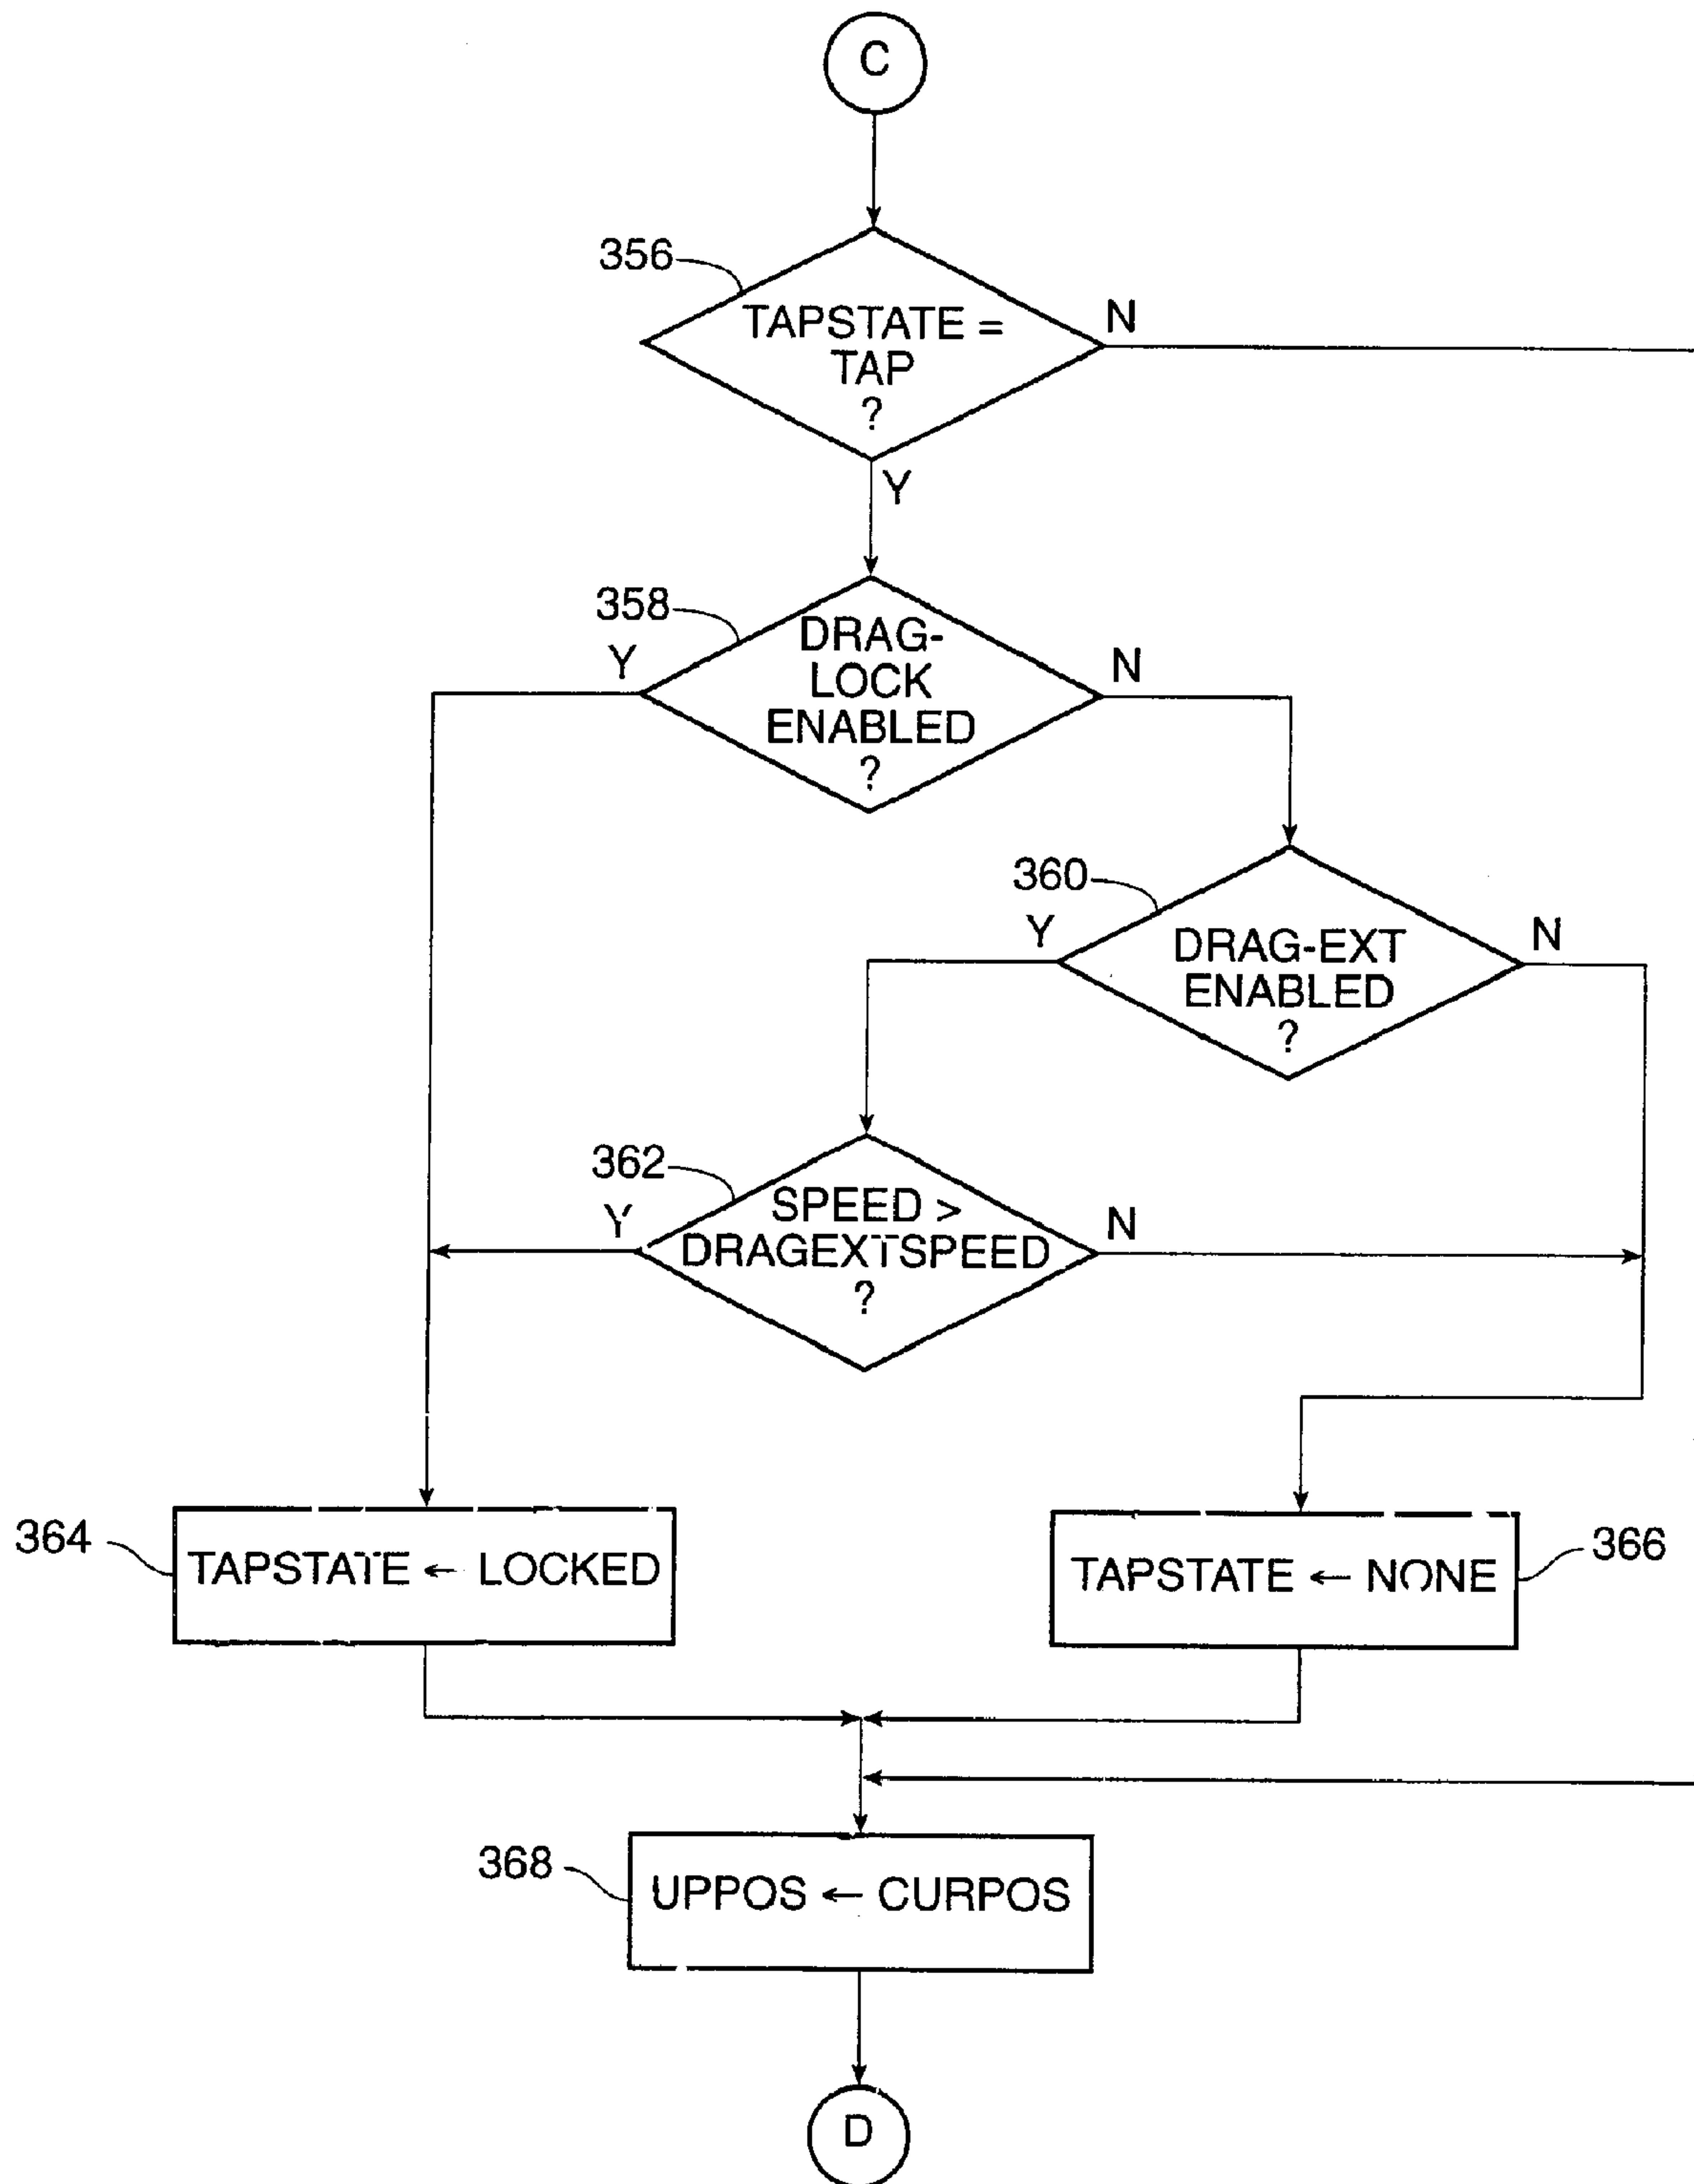 C
356
TAPSTATE =
TAP
?
N
Y
358
DRAG-
LOCK
ENABLED
?
Y
N
360
DRAG-EXT
ENABLED
?
Y
N
362
SPEED >
DRAGEXTSPEED
?
Y
N
364
TAPSTATE ← LOCKED
TAPSTATE ← NONE
366
368
UPPOS ← CURPOS
D